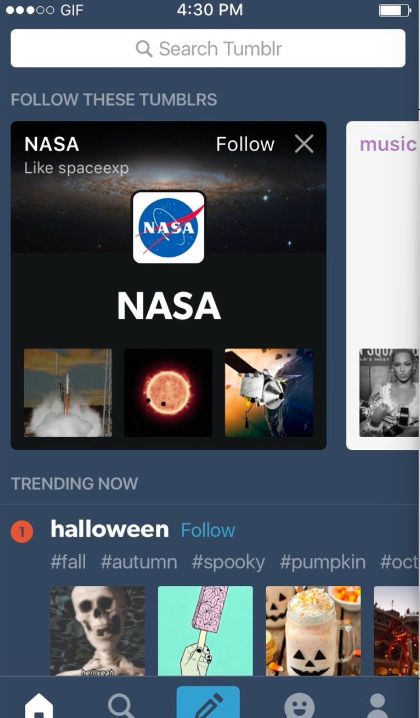 GIF 4:30 PM
Search Tumblr
FOLLOW THESE TUMBLRS
NASA Follow
Like spaceexp
music
NASA
NASA
TRENDING NOW
1 halloween Follow
#fall #autumn #spooky #pumpkin #oct